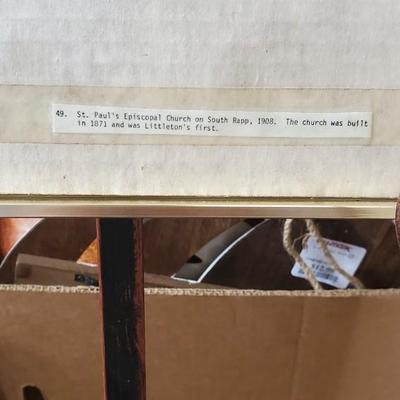 49. St. Paul's Episcopal Church on South Rapp, 1908. The church was built
in 1871 and was Littleton's first.